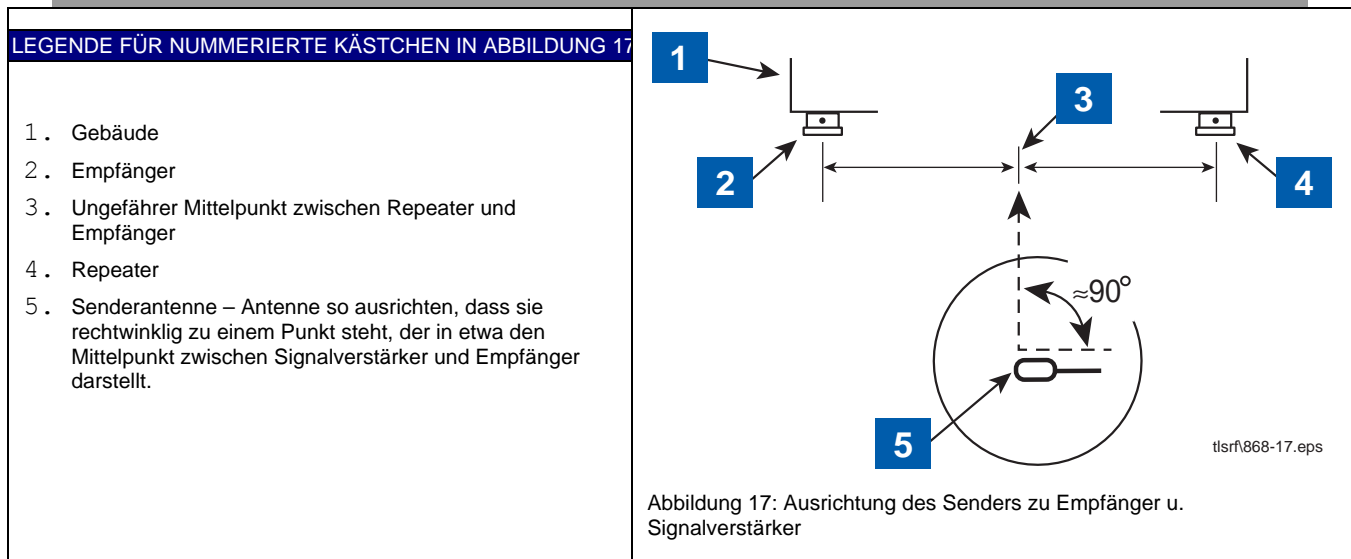 LEGENDE FÜR NUMMERIERTE KÄSTCHEN IN ABBILDUNG 17
1. Gebäude
2. Empfänger
3. Ungefährer Mittelpunkt zwischen Repeater und
Empfänger
4. Repeater
5. Senderantenne – Antenne so ausrichten, dass sie
rechtwinklig zu einem Punkt steht, der in etwa den
Mittelpunkt zwischen Signalverstärker und Empfänger
darstellt.
1
3
2
4
≈90°
5
tlsrf\868-17.eps
Abbildung 17: Ausrichtung des Senders zu Empfänger u.
Signalverstärker